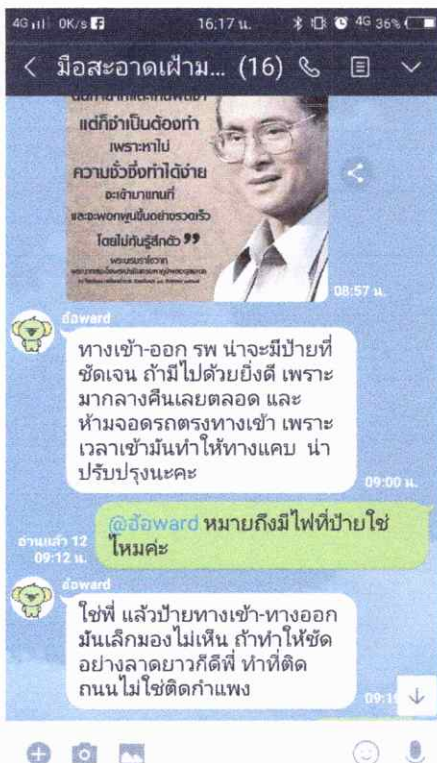 4G 0K/s 16.17 น. 4G 36%
มือสะอาดเฝ้าม... (16)
แต่ก็จำเป็นต้องทำ
เพราะหาไม่
ความชั่วซึ่งทำได้ง่าย
จะเข้ามาแทนที่
และจะพอกพูนขึ้นอย่างรวดเร็ว
โดยไม่ทันรู้สึกตัว ”
พระบรมราโชวาท
08:57 น.
อ้อward
ทางเข้า-ออก รพ น่าจะมีป้ายที่
ชัดเจน ถ้ามีไปด้วยยิ่งดี เพราะ
มากลางคืนเลยตลอด และ
ห้ามจอดรถตรงทางเข้า เพราะ
เวลาเข้ามันทำให้ทางแคบ น่า
ปรับปรุงนะคะ
09:00 น.
@อ้อward หมายถึงมีไฟที่ป้ายใช่
ไหมค่ะ
อ่านแล้ว 12
09:12 น.
อ้อward
ใช่พี่ แล้วป้ายทางเข้า-ทางออก
มันเล็กมองไม่เห็น ถ้าทำให้ชัด
อย่างลาดยาวก็ดีพี่ ทำที่ติด
ถนนไม่ใช่ติดกำแพง